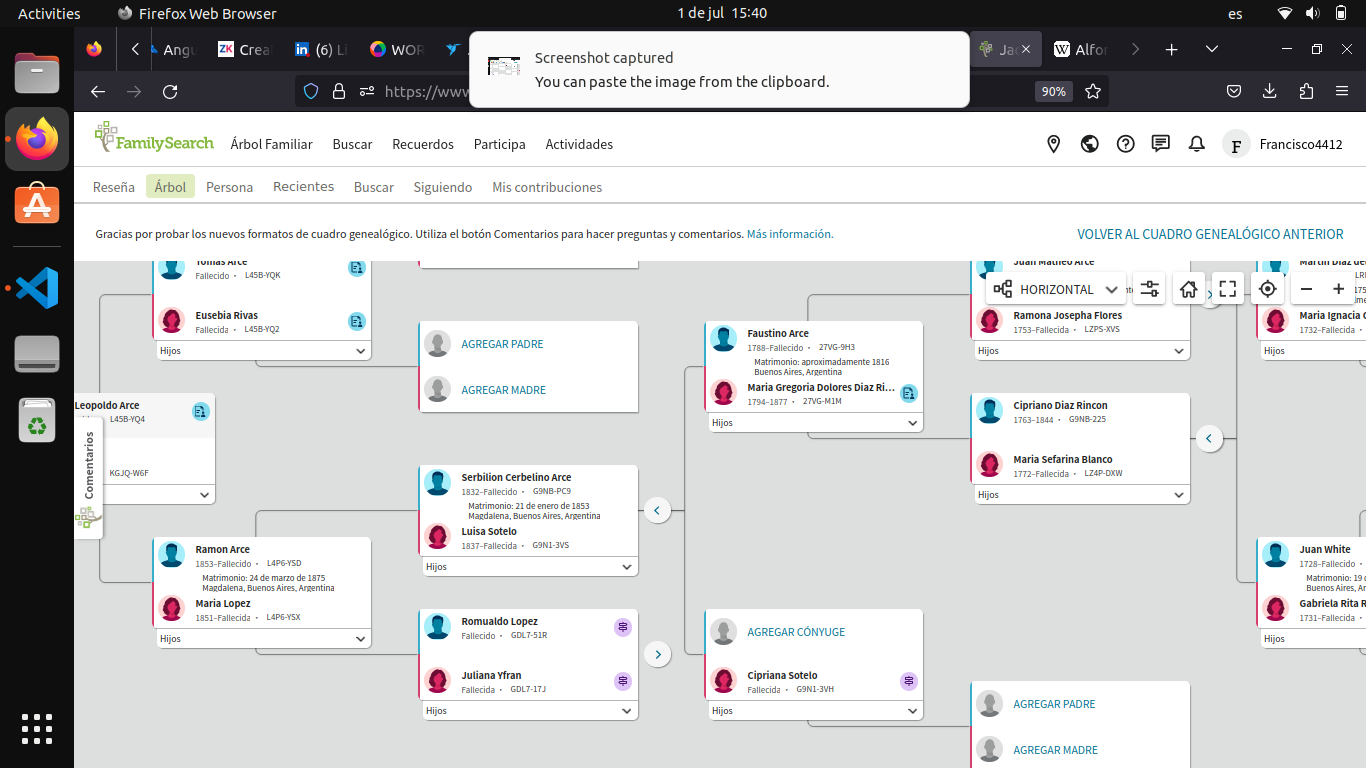 Activities
Firefox Web Browser
1 de jul 15:40
es
Angu
Crea
(6) Li
WOR
Jac
Alfor
Screenshot captured
You can paste the image from the clipboard.
https://www
90%
FamilySearch
Árbol Familiar
Buscar
Recuerdos
Participa
Actividades
F
Francisco4412
Reseña
Árbol
Persona
Recientes
Buscar
Siguiendo
Mis contribuciones
Gracias por probar los nuevos formatos de cuadro genealógico. Utiliza el botón Comentarios para hacer preguntas y comentarios. Más información.
VOLVER AL CUADRO GENEALÓGICO ANTERIOR
HORIZONTAL
Comentarios
Leopoldo Arce
L45B-YQ4
KGJQ-W6F
Tomas Arce
Fallecido • L45B-YQK
Eusebia Rivas
Fallecida • L45B-YQ2
Hijos
Ramon Arce
1853–Fallecido • L4P6-YSD
Matrimonio: 24 de marzo de 1875
Magdalena, Buenos Aires, Argentina
Maria Lopez
1851–Fallecida • L4P6-YSX
Hijos
AGREGAR PADRE
AGREGAR MADRE
Serbilion Cerbelino Arce
1832–Fallecido • G9NB-PC9
Matrimonio: 21 de enero de 1853
Magdalena, Buenos Aires, Argentina
Luisa Sotelo
1837–Fallecida • G9N1-3VS
Hijos
Romualdo Lopez
Fallecido • GDL7-51R
Juliana Yfran
Fallecida • GDL7-17J
Hijos
Faustino Arce
1788–Fallecido • 27VG-9H3
Matrimonio: aproximadamente 1816
Buenos Aires, Argentina
Maria Gregoria Dolores Diaz Ri...
1794–1877 • 27VG-M1M
Hijos
AGREGAR CÓNYUGE
Cipriana Sotelo
Fallecida • G9N1-3VH
Hijos
Juan Matheo Arce
Ramona Josepha Flores
1753–Fallecida • LZPS-XVS
Hijos
Cipriano Diaz Rincon
1763–1844 • G9NB-225
Maria Sefarina Blanco
1772–Fallecida • LZ4P-DXW
Hijos
AGREGAR PADRE
AGREGAR MADRE
Martin Diaz de
Maria Ignacia
1732–Fallecida •
Hijos
Juan White
1728–Fallecido •
Matrimonio: 19 d
Buenos Aires, Ar
Gabriela Rita R
1731–Fallecida •
Hijos